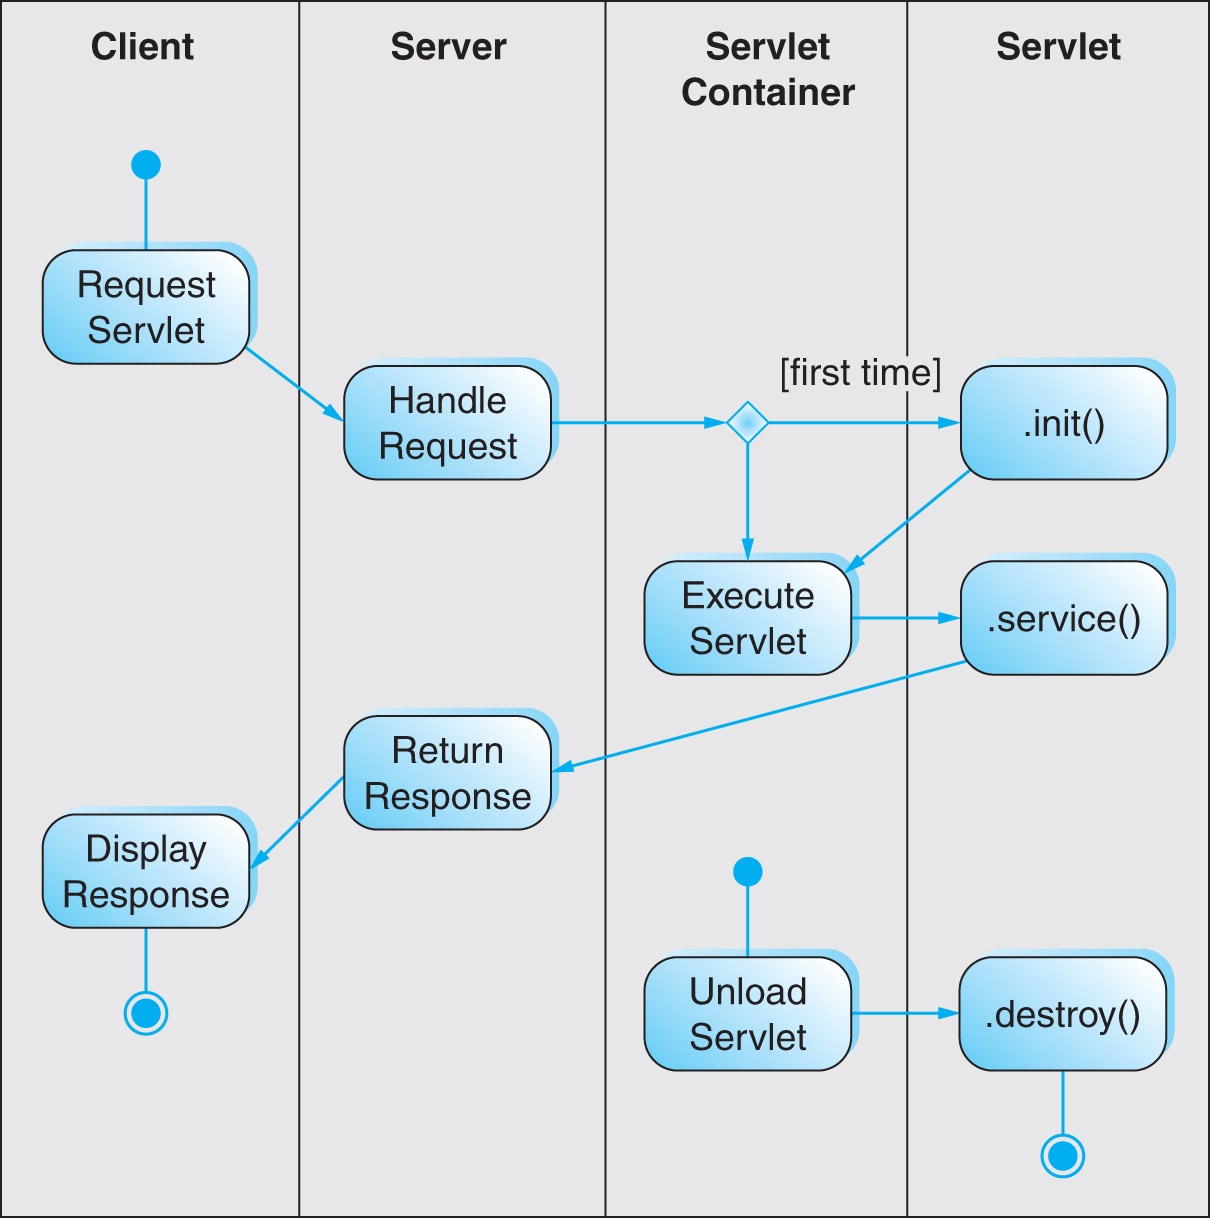 Client
Server
Servlet
Container
Servlet
Request
Servlet
Handle
Request
[first time]
.init()
Execute
Servlet
.service()
Return
Response
Display
Response
Unload
Servlet
.destroy()